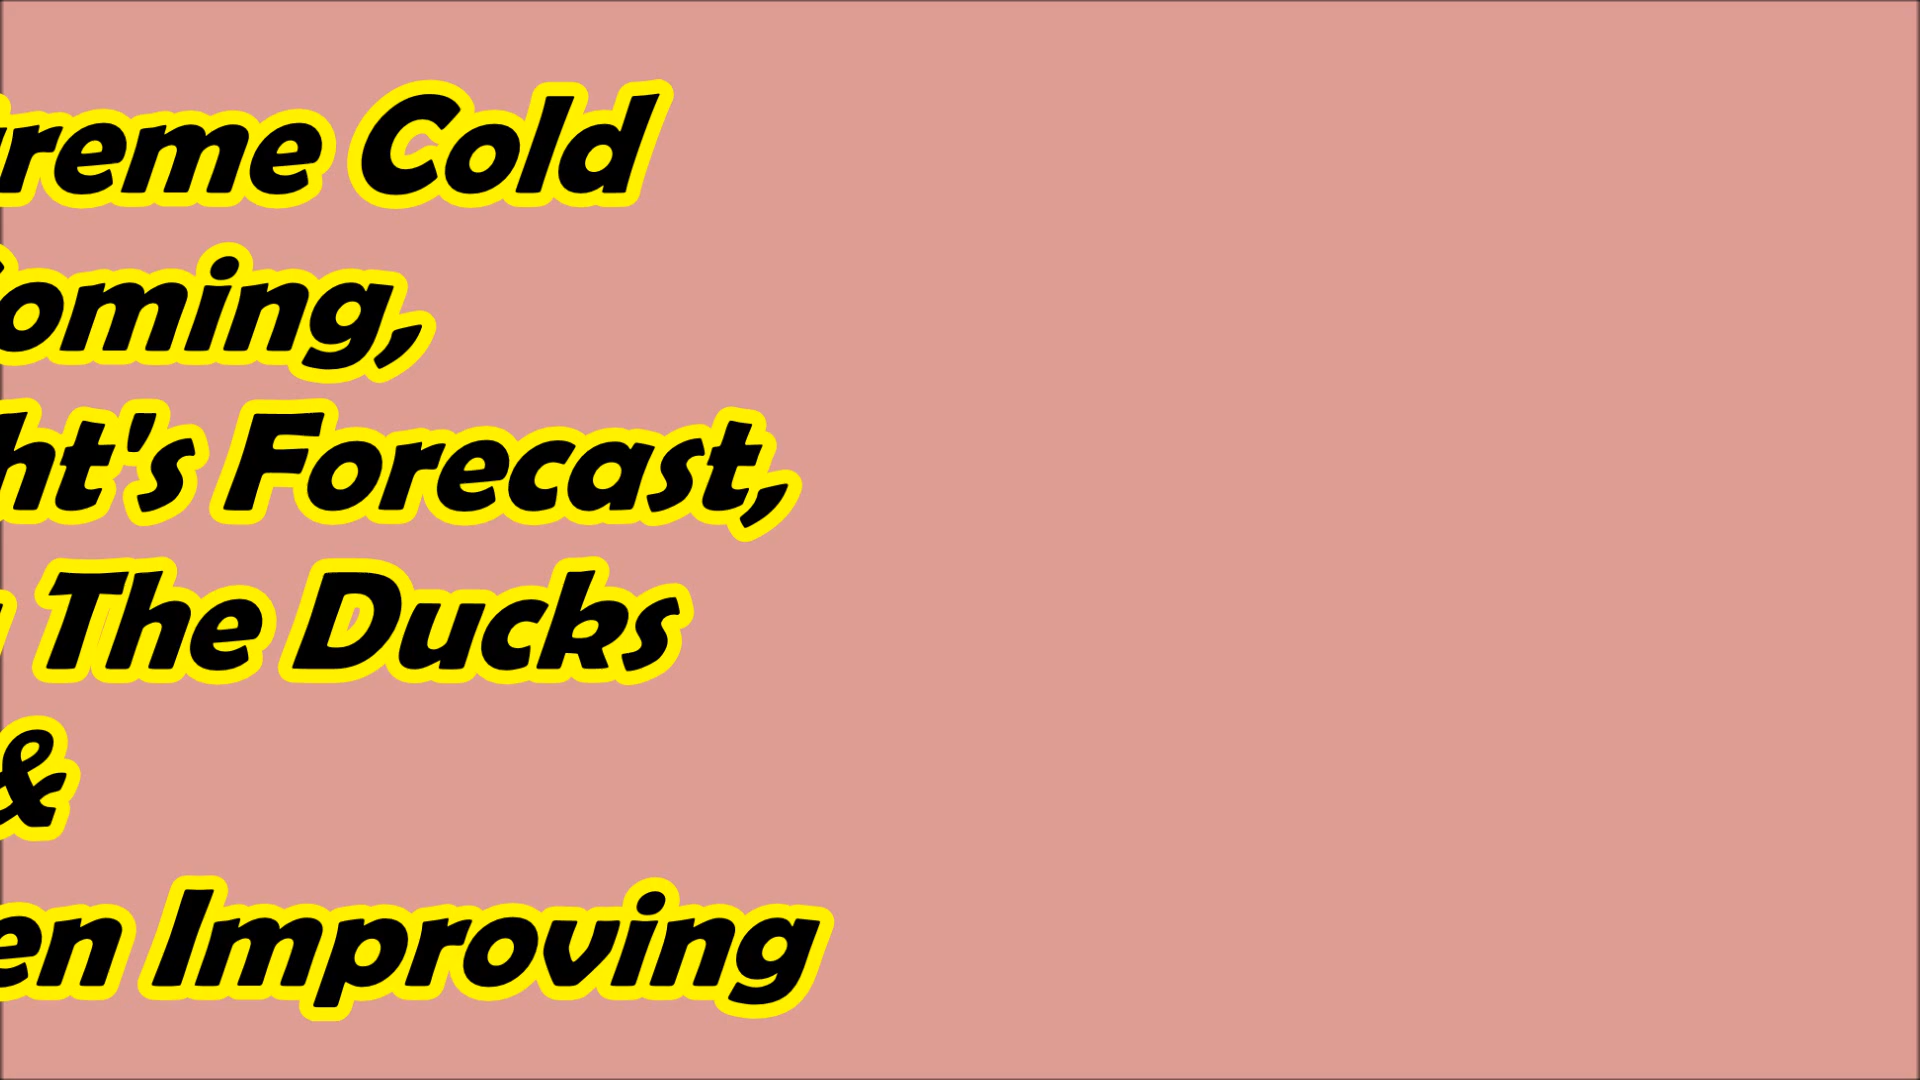 reme Cold
oming,
ht's Forecast,
The Ducks
&
en Improving